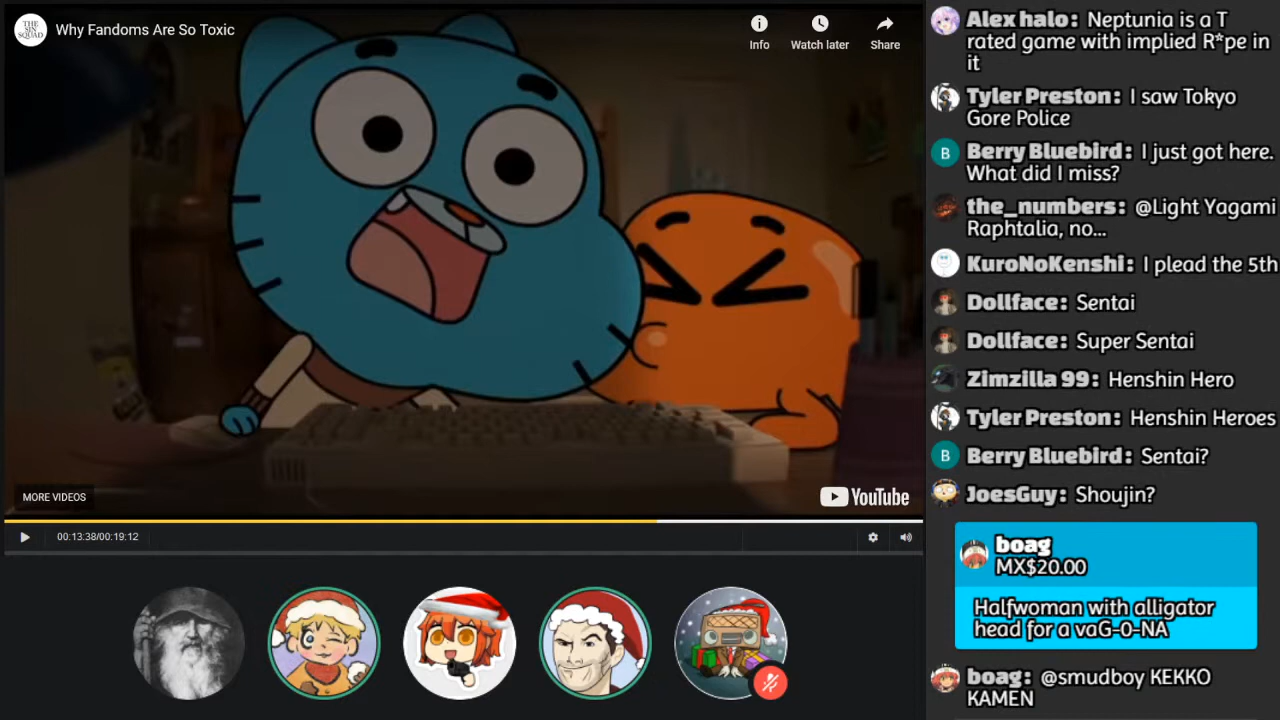 THE
SIN
SQUAD
Why Fandoms Are So Toxic
Info
Watch later
Share
MORE VIDEOS
YouTube
00:13:38/00:19:12
Alex halo: Neptunia is a T
rated game with implied R*pe in
it
Tyler Preston: I saw Tokyo
Gore Police
B
Berry Bluebird: I just got here.
What did I miss?
the_numbers: @Light Yagami
Raphtalia, no...
KuroNoKenshi: I plead the 5th
Dollface: Sentai
Dollface: Super Sentai
Zimzilla 99: Henshin Hero
Tyler Preston: Henshin Heroes
B
Berry Bluebird: Sentai?
JoesGuy: Shoujin?
boag
MX$20.00
Halfwoman with alligator
head for a vaG-0-NA
boag: @smudboy KEKKO
KAMEN